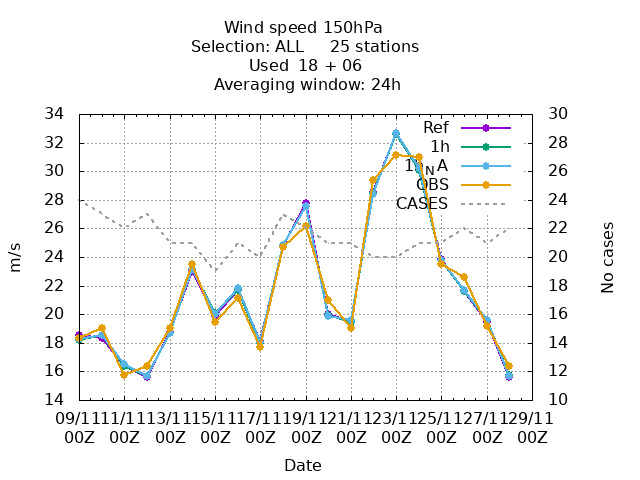 Wind speed 150hPa
Selection: ALL 25 stations
Used 18 + 06
Averaging window: 24h
34 30
32 28
30 26
28 24
26 22
24 20
22 18
20 16
18 14
16 12
14 10
m/s
No cases
Ref
1h
1h_NA
OBS
CASES
09/11 11/11 13/11 15/11 17/11 19/11 21/11 23/11 25/11 27/11 29/11
00Z 00Z 00Z 00Z 00Z 00Z 00Z 00Z 00Z 00Z 00Z
Date